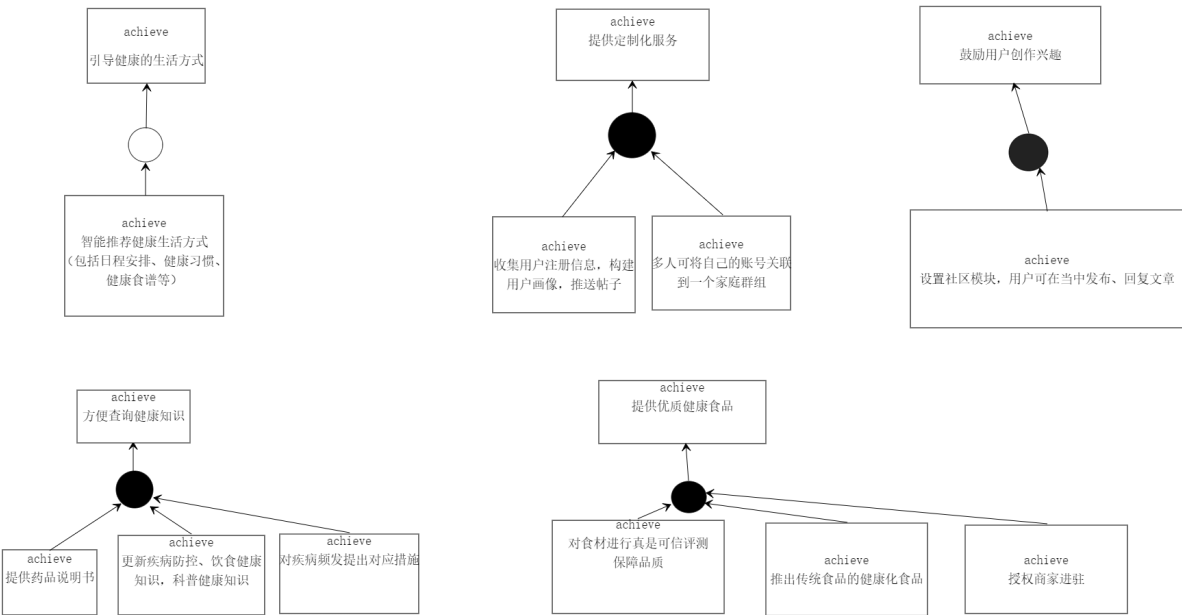 achieve
引导健康的生活方式
achieve
智能推荐健康生活方式
（包括日程安排、健康习惯、
健康食谱等）
achieve
提供定制化服务
achieve
收集用户注册信息，构建
用户画像，推送帖子
achieve
多人可将自己的账号关联
到一个家庭群组
achieve
鼓励用户创作兴趣
achieve
设置社区模块，用户可在当中发布、回复文章
achieve
方便查询健康知识
achieve
提供药品说明书
achieve
更新疾病防控、饮食健康
知识，科普健康知识
achieve
对疾病频发提出对应措施
achieve
提供优质健康食品
achieve
对食材进行真是可信评测
保障品质
achieve
推出传统食品的健康化食品
achieve
授权商家进驻